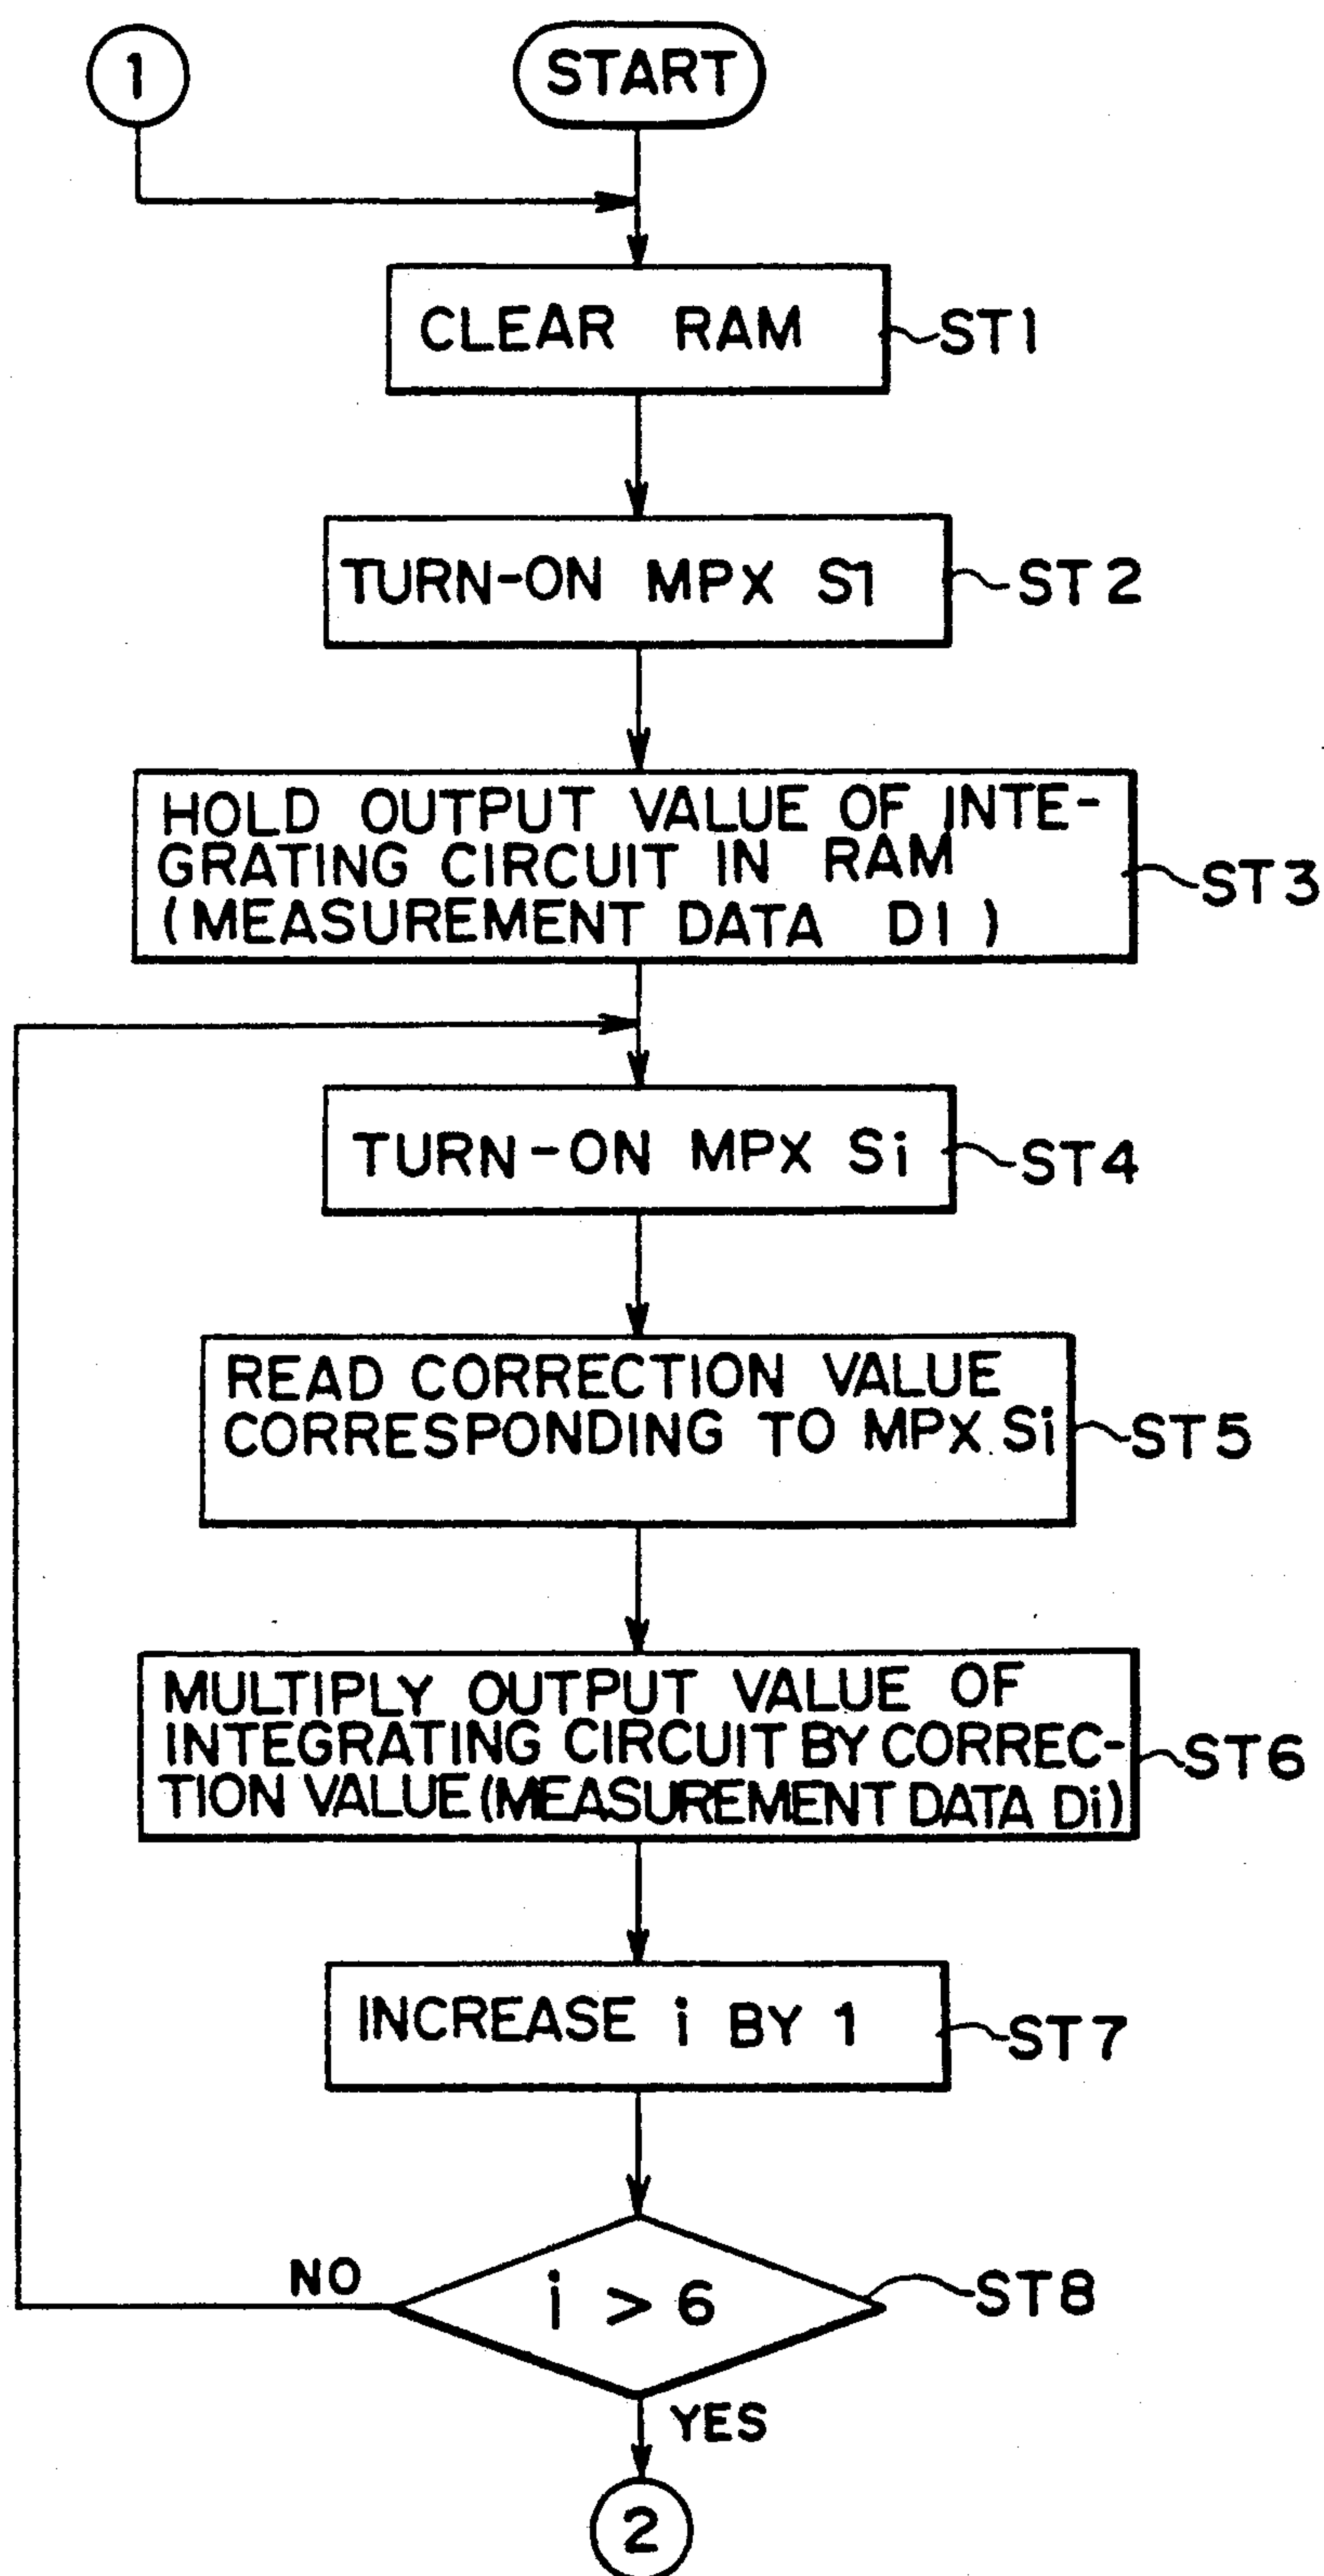 1
START
CLEAR RAM
ST1
TURN-ON MPX S1
ST2
HOLD OUTPUT VALUE OF INTE-
GRATING CIRCUIT IN RAM
(MEASUREMENT DATA D1)
ST3
TURN-ON MPX Si
ST4
READ CORRECTION VALUE
CORRESPONDING TO MPX Si
ST5
MULTIPLY OUTPUT VALUE OF
INTEGRATING CIRCUIT BY CORREC-
TION VALUE (MEASUREMENT DATA Di)
ST6
INCREASE i BY 1
ST7
NO
i > 6
ST8
YES
2